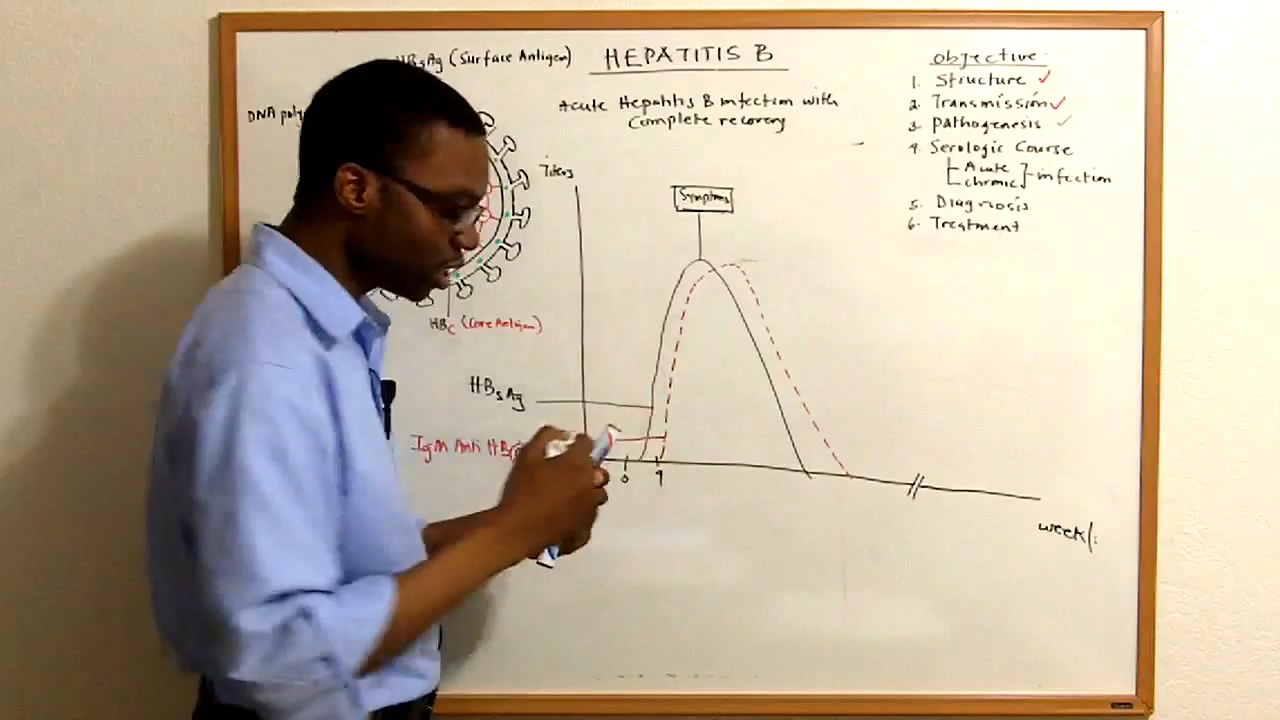 HBsAg (Surface Antigen)
HEPATITIS B
DNA poly
Acute Hepatitis B infection with
Complete recovery
Objective
1. Structure ✓
2. Transmission ✓
3. pathogenesis ✓
4. Serologic Course
Acute
chronic
infection
5. Diagnosis
6. Treatment
Titers
Symptoms
HBc (Core Antigen)
HBsAg
IgM Anti HB
0 4
week